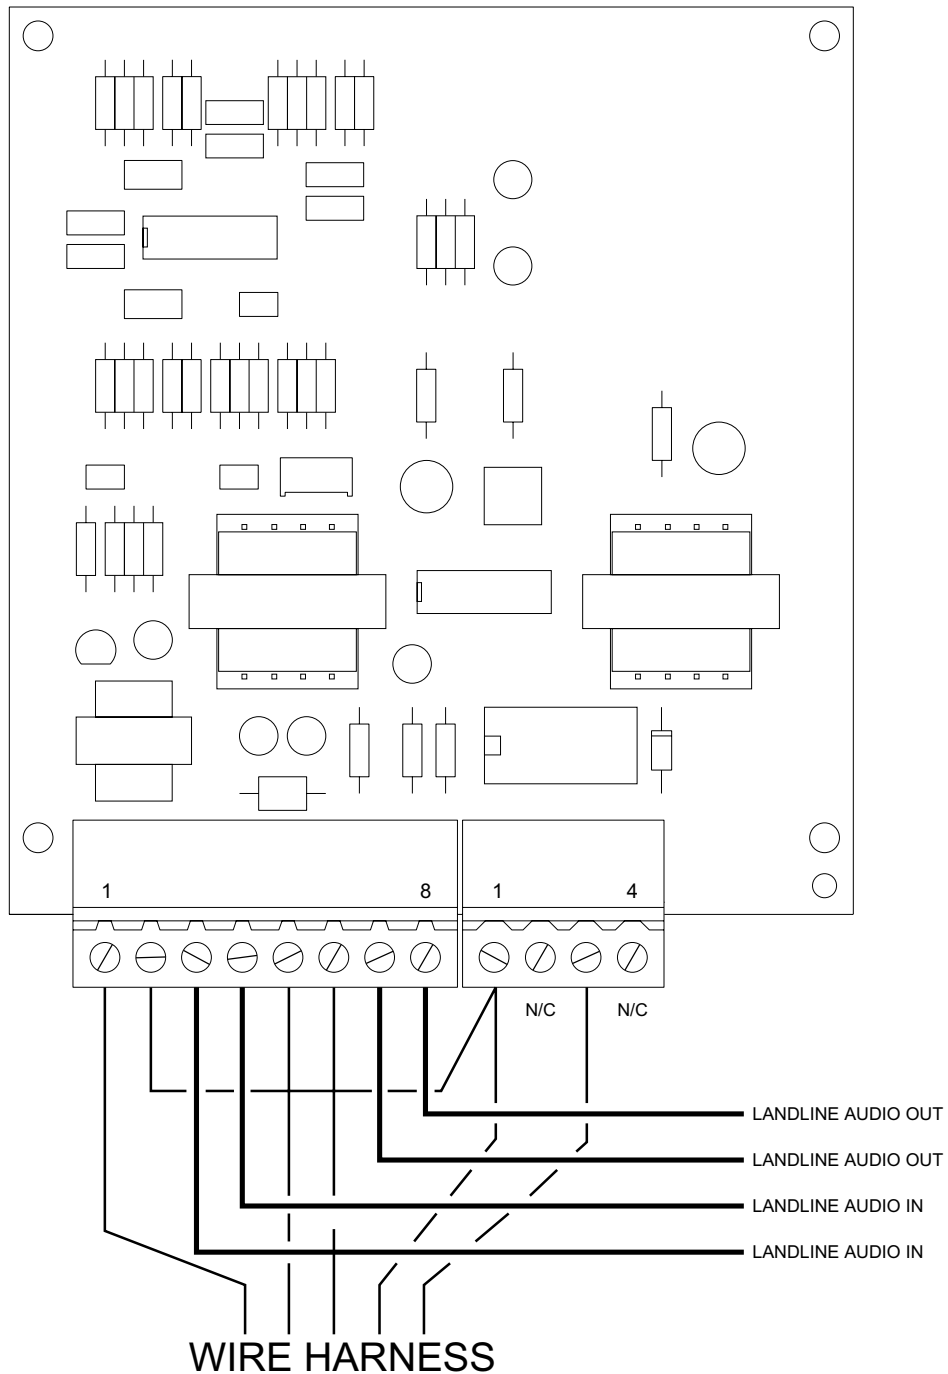 1 8 1 4
N/C N/C
LANDLINE AUDIO OUT
LANDLINE AUDIO OUT
LANDLINE AUDIO IN
LANDLINE AUDIO IN
WIRE HARNESS